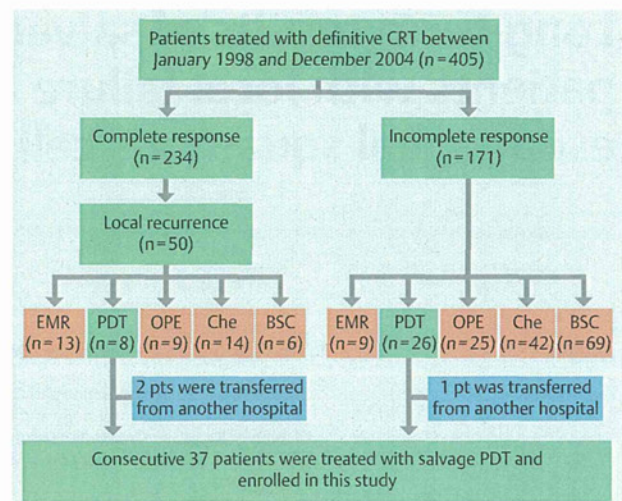 Patients treated with definitive CRT between
January 1998 and December 2004 (n=405)
Complete response
(n=234)
Incomplete response
(n=171)
Local recurrence
(n=50)
EMR
(n=13)
PDT
(n=8)
OPE
(n=9)
Che
(n=14)
BSC
(n=6)
EMR
(n=9)
PDT
(n=26)
OPE
(n=25)
Che
(n=42)
BSC
(n=69)
2 pts were transferred
from another hospital
1 pt was transferred
from another hospital
Consecutive 37 patients were treated with salvage PDT and
enrolled in this study